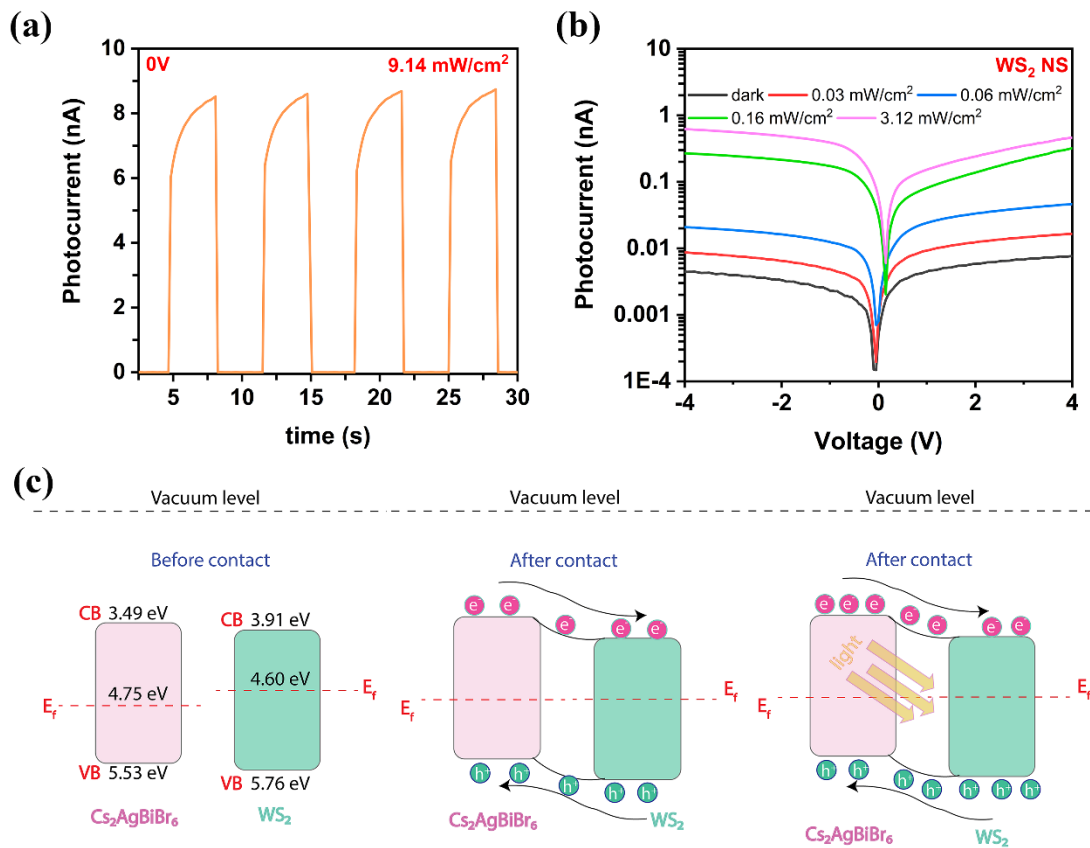 (a)
0V
9.14 mW/cm²
Photocurrent (nA)
10
8
6
4
2
0
5
10
15
20
25
30
time (s)
(b)
WS₂ NS
dark
0.03 mW/cm²
0.06 mW/cm²
0.16 mW/cm²
3.12 mW/cm²
Photocurrent (nA)
10
1
0.1
0.01
0.001
1E-4
-4
-2
0
2
4
Voltage (V)
(c)
Vacuum level
Vacuum level
Vacuum level
Before contact
After contact
After contact
CB 3.49 eV
CB 3.91 eV
4.75 eV
4.60 eV
Ef
Ef
VB 5.53 eV
VB 5.76 eV
Cs₂AgBiBr₆
WS₂
e⁻ e⁻
e⁻
e⁻ e⁻
Ef
Ef
h⁺ h⁺
h⁺
h⁺ h⁺
Cs₂AgBiBr₆
WS₂
e⁻ e⁻ e⁻
e⁻ e⁻
e⁻ e⁻
light
Ef
Ef
h⁺ h⁺
h⁺ h⁺
h⁺ h⁺ h⁺
Cs₂AgBiBr₆
WS₂